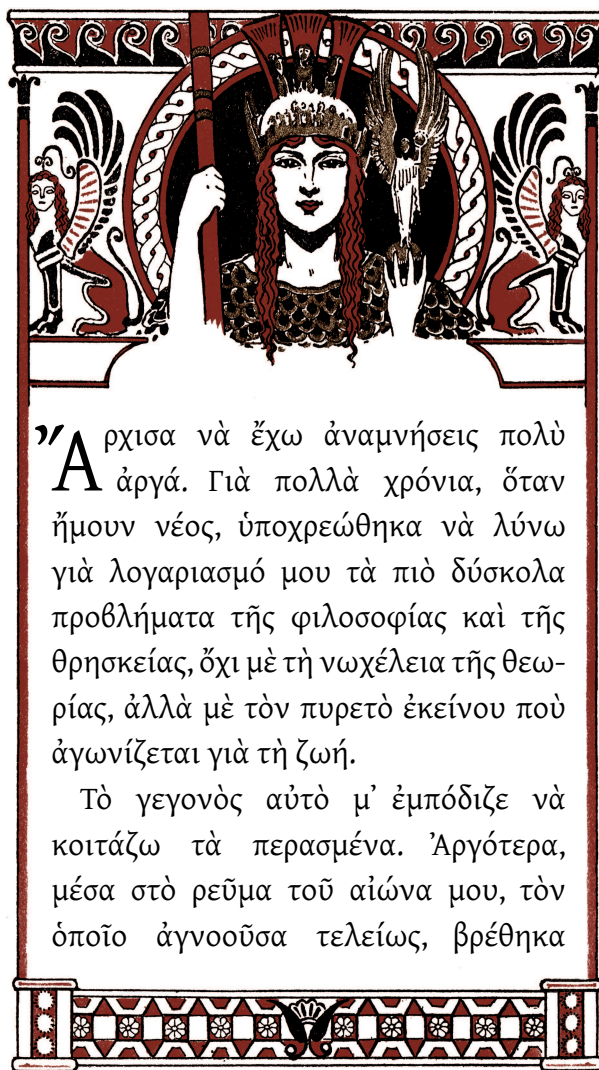 Ἄρχισα νὰ ἔχω ἀναμνήσεις πολὺ
ἀργά. Γιὰ πολλὰ χρόνια, ὅταν
ἤμουν νέος, ὑποχρεώθηκα νὰ λύνω
γιὰ λογαριασμό μου τὰ πιὸ δύσκολα
προβλήματα τῆς φιλοσοφίας καὶ τῆς
θρησκείας, ὄχι μὲ τὴ νωχέλεια τῆς θεω-
ρίας, ἀλλὰ μὲ τὸν πυρετὸ ἐκείνου ποὺ
ἀγωνίζεται γιὰ τὴ ζωή.
Τὸ γεγονὸς αὐτὸ μ’ ἐμπόδιζε νὰ
κοιτάζω τὰ περασμένα. Ἀργότερα,
μέσα στὸ ρεῦμα τοῦ αἰώνα μου, τὸν
ὁποῖο ἀγνοοῦσα τελείως, βρέθηκα